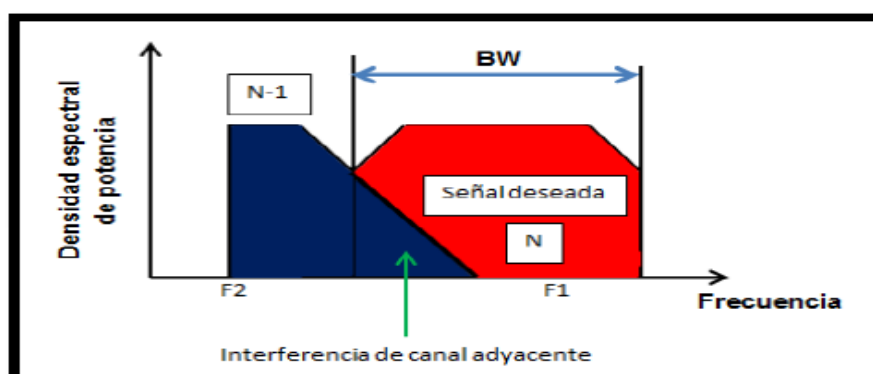 BW
N-1
Densidad espectral
de potencia
Señal deseada
N
F2
F1
Frecuencia
Interferencia de canal adyacente